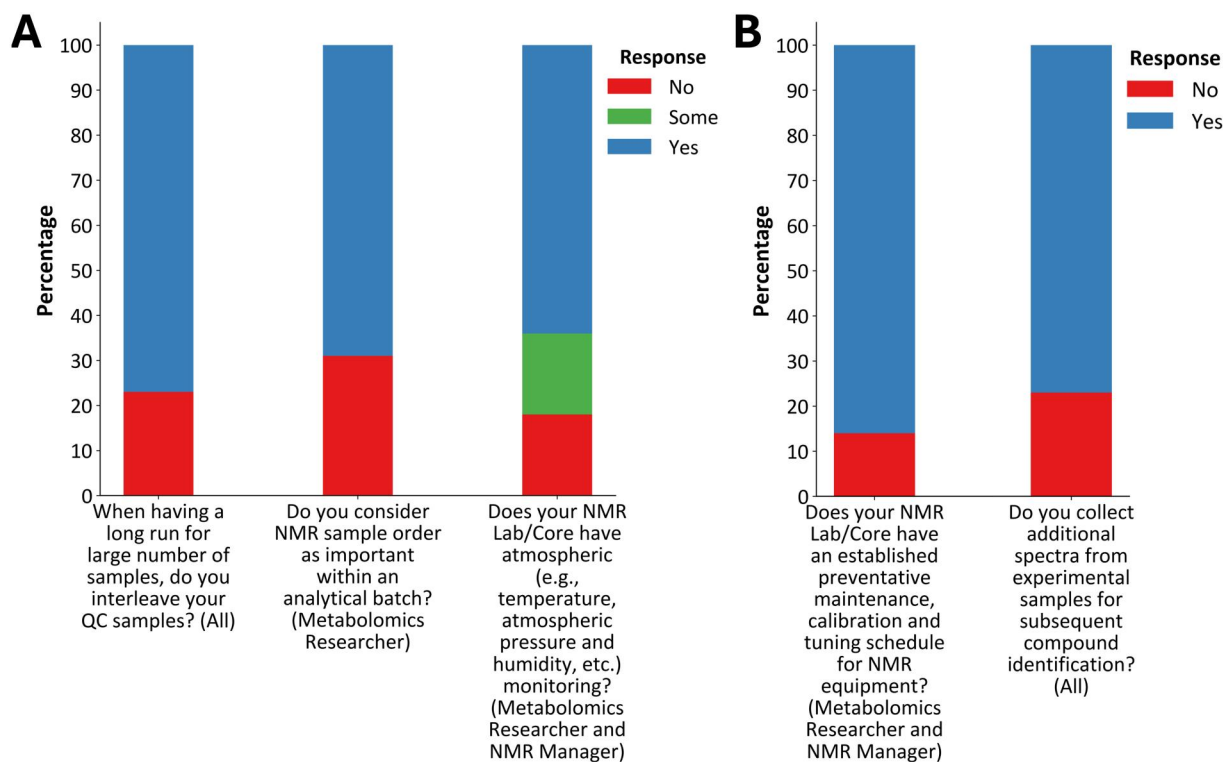 A
100
90
80
70
60
50
40
30
20
10
0
Percentage
Response
No
Some
Yes
When having a
long run for
large number of
samples, do you
interleave your
QC samples? (All)
Do you consider
NMR sample order
as important
within an
analytical batch?
(Metabolomics
Researcher)
Does your NMR
Lab/Core have
atmospheric
(e.g.,
temperature,
atmospheric
pressure and
humidity, etc.)
monitoring?
(Metabolomics
Researcher and
NMR Manager)
B
100
90
80
70
60
50
40
30
20
10
0
Percentage
Response
No
Yes
Does your NMR
Lab/Core have
an established
preventative
maintenance,
calibration and
tuning schedule
for NMR
equipment?
(Metabolomics
Researcher and
NMR Manager)
Do you collect
additional
spectra from
experimental
samples for
subsequent
compound
identification?
(All)